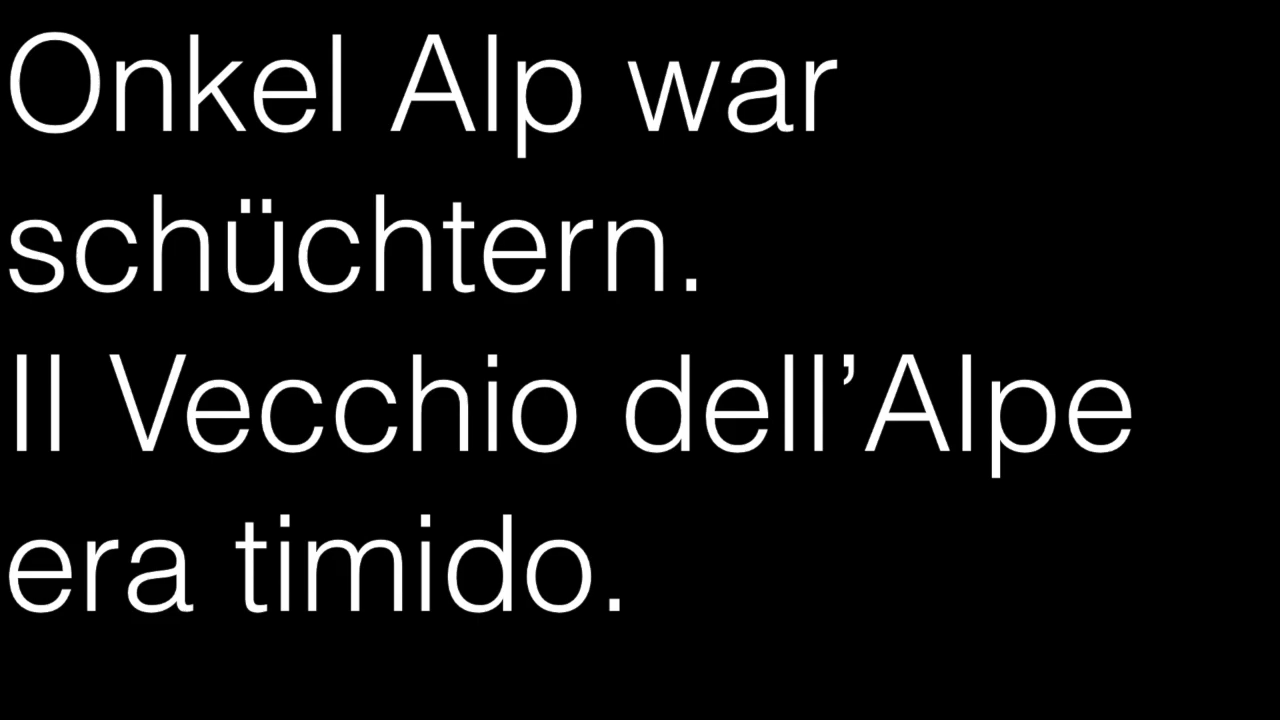 Onkel Alp war
schüchtern.
Il Vecchio dell’Alpe
era timido.